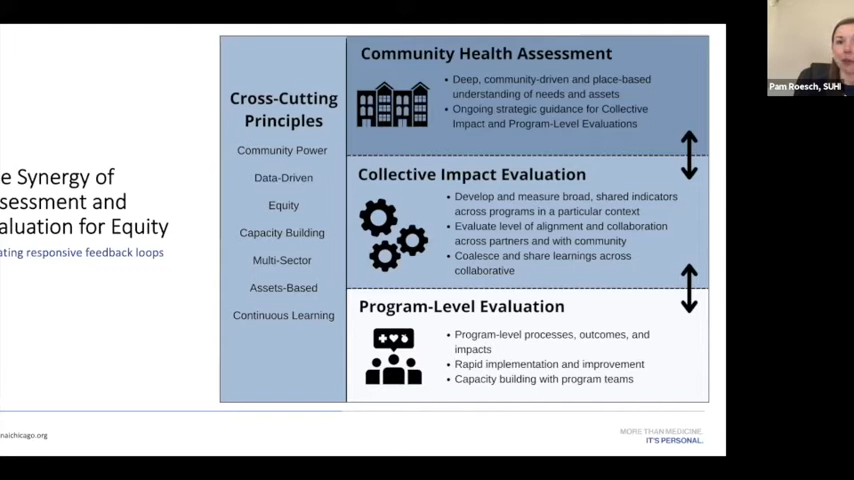 e Synergy of
sessment and
aluation for Equity
ating responsive feedback loops
Cross-Cutting
Principles
Community Power
Data-Driven
Equity
Capacity Building
Multi-Sector
Assets-Based
Continuous Learning
Community Health Assessment
• Deep, community-driven and place-based
understanding of needs and assets
• Ongoing strategic guidance for Collective
Impact and Program-Level Evaluations
Collective Impact Evaluation
• Develop and measure broad, shared indicators
across programs in a particular context
• Evaluate level of alignment and collaboration
across partners and with community
• Coalesce and share learnings across
collaborative
Program-Level Evaluation
• Program-level processes, outcomes, and
impacts
• Rapid implementation and improvement
• Capacity building with program teams
naichicago.org
MORE THAN MEDICINE.
IT'S PERSONAL.
Pam Roesch, SUHI